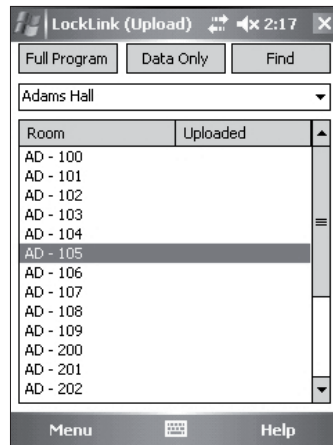 LockLink (Upload) 2:17
Full Program Data Only Find
Adams Hall
Room Uploaded
AD - 100
AD - 101
AD - 102
AD - 103
AD - 104
AD - 105
AD - 106
AD - 107
AD - 108
AD - 109
AD - 200
AD - 201
AD - 202
Menu Help